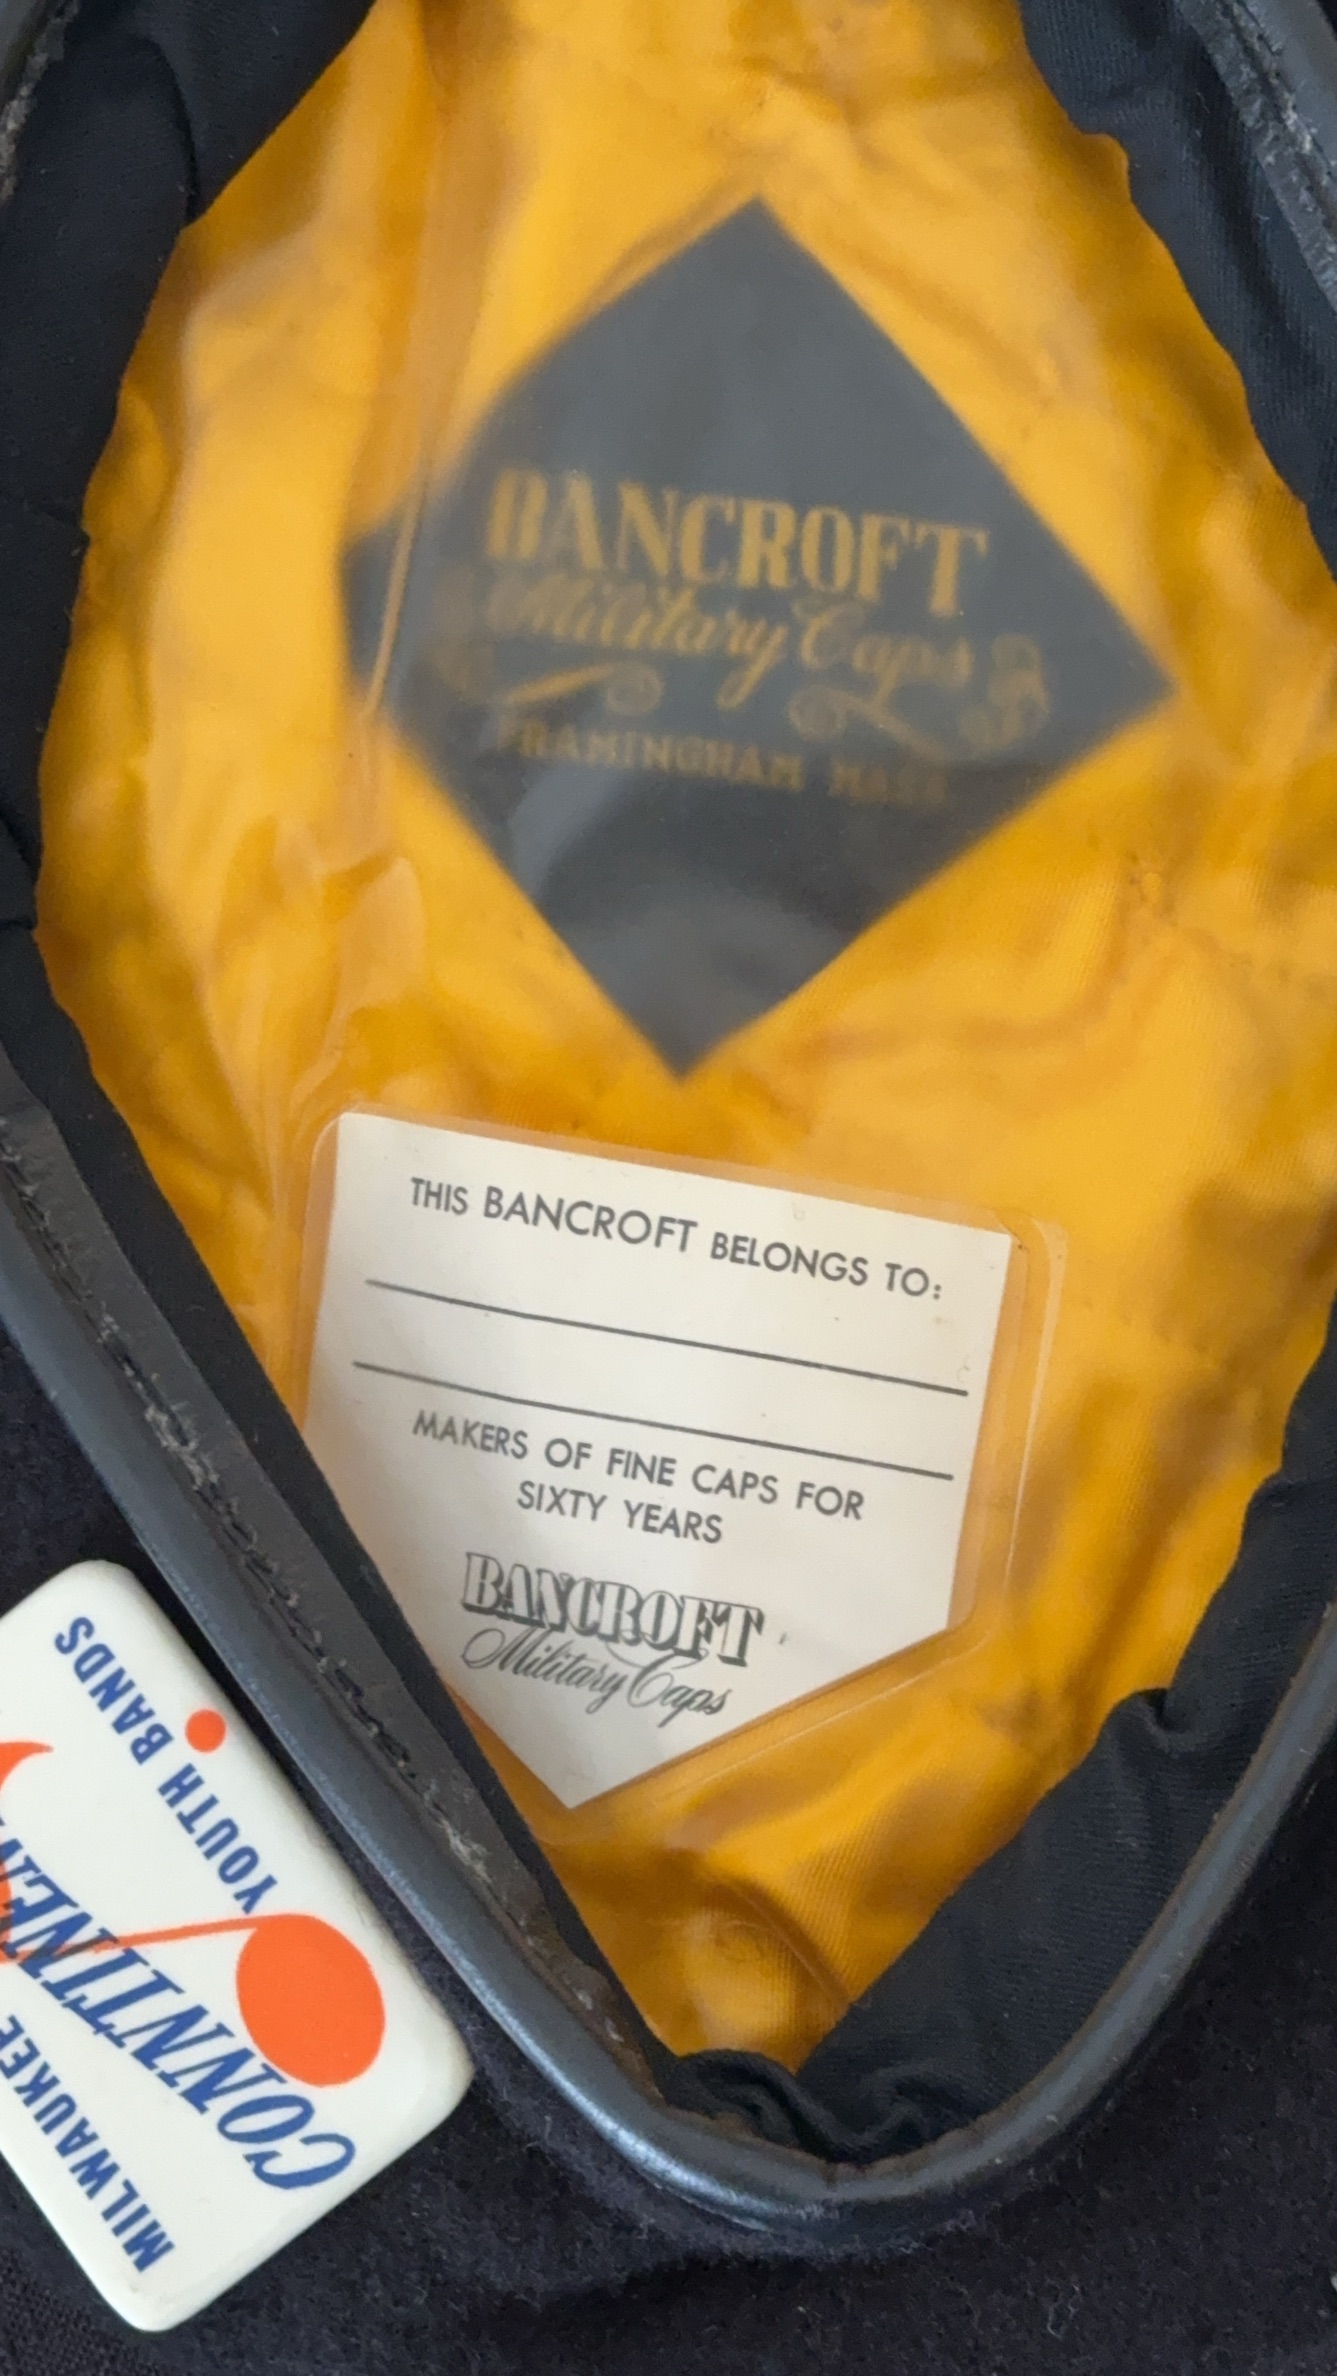 BANCROFT
Military Caps
FRAMINGHAM MASS
THIS BANCROFT BELONGS TO:
MAKERS OF FINE CAPS FOR
SIXTY YEARS
BANCROFT
Military Caps
MILWAUKEE
YOUTH BANDS